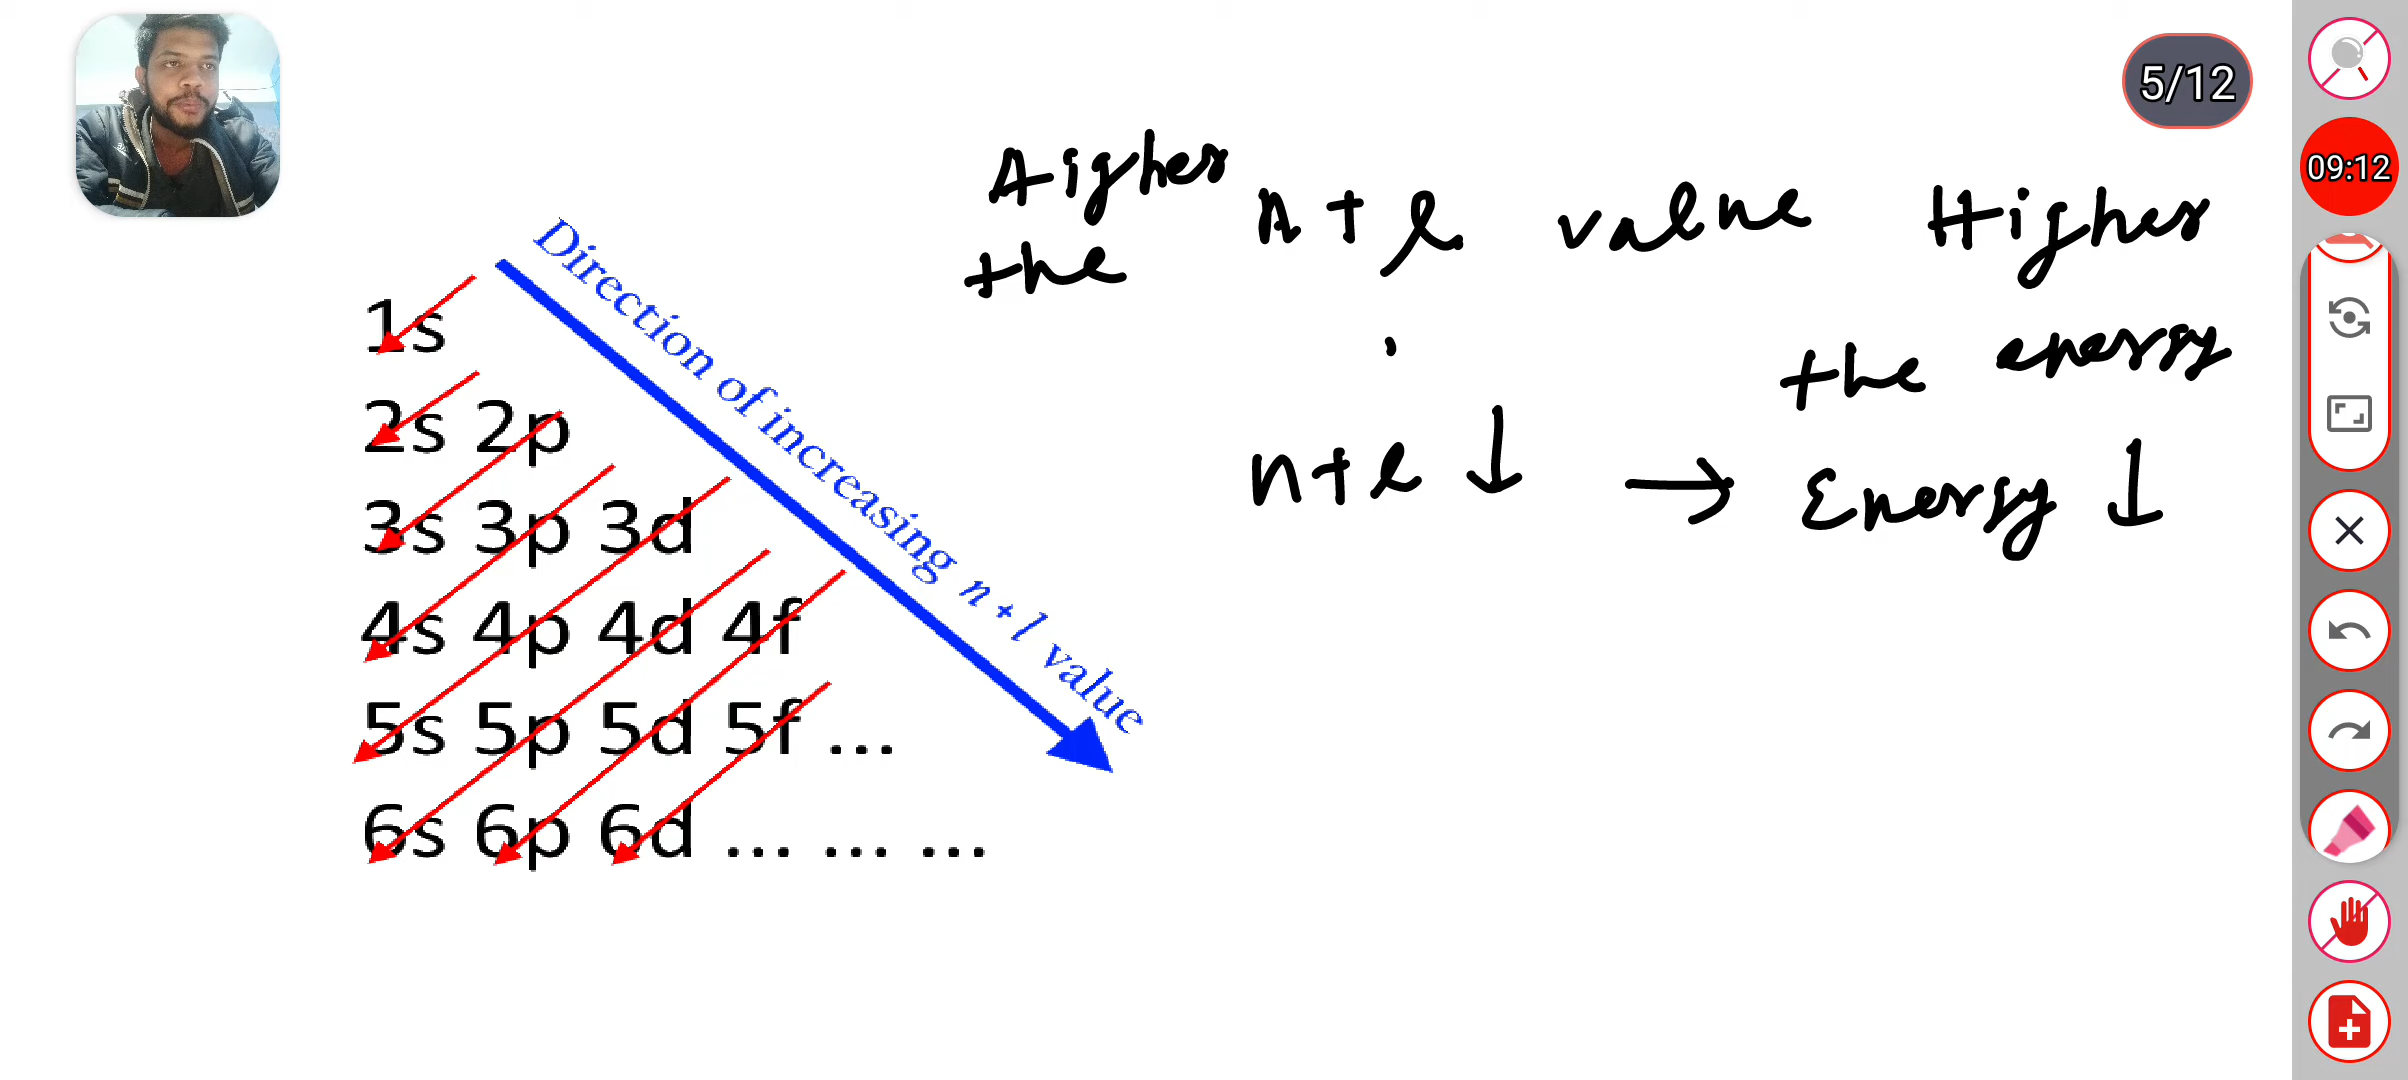 5/12
09:12
Higher
the n + l value Higher
the energy
n+l ↓ → Energy ↓
Direction of increasing n + l value
1s
2s 2p
3s 3p 3d
4s 4p 4d 4f
5s 5p 5d 5f ...
6s 6p 6d ... ... ...